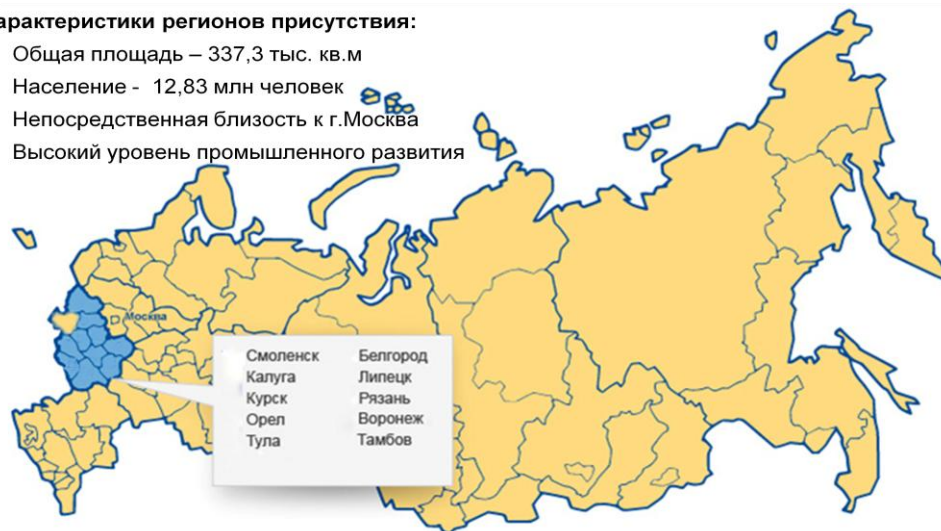 арактеристики регионов присутствия:
Общая площадь – 337,3 тыс. кв.м
Население - 12,83 млн человек
Непосредственная близость к г.Москва
Высокий уровень промышленного развития
Москва
Смоленск Белгород
Калуга Липецк
Курск Рязань
Орел Воронеж
Тула Тамбов